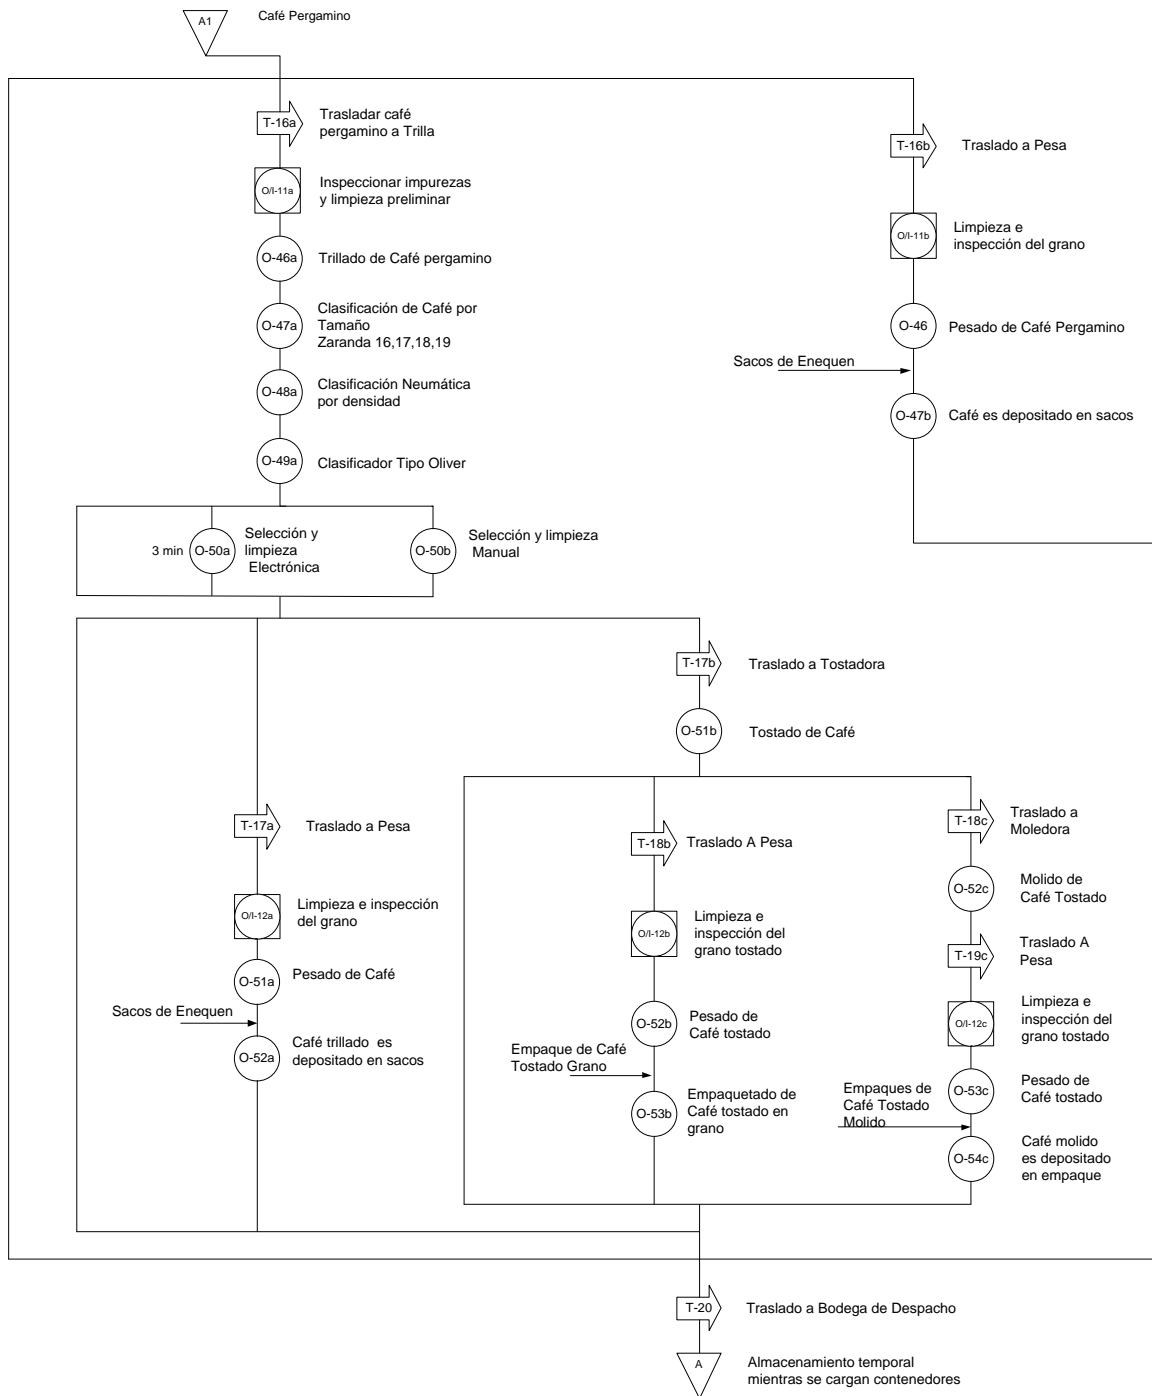 A1
Café Pergamino
T-16a
Trasladar café
pergamino a Trilla
O/I-11a
Inspeccionar impurezas
y limpieza preliminar
O-46a
Trillado de Café pergamino
O-47a
Clasificación de Café por
Tamaño
Zaranda 16,17,18,19
O-48a
Clasificación Neumática
por densidad
O-49a
Clasificador Tipo Oliver
T-16b
Traslado a Pesa
O/I-11b
Limpieza e
inspección del grano
O-46
Pesado de Café Pergamino
Sacos de Enequen
O-47b
Café es depositado en sacos
3 min
O-50a
Selección y
limpieza
Electrónica
O-50b
Selección y limpieza
Manual
T-17b
Traslado a Tostadora
O-51b
Tostado de Café
T-17a
Traslado a Pesa
O/I-12a
Limpieza e inspección
del grano
O-51a
Pesado de Café
Sacos de Enequen
O-52a
Café trillado es
depositado en sacos
T-18b
Traslado A Pesa
O/I-12b
Limpieza e
inspección del
grano tostado
O-52b
Pesado de
Café tostado
Empaque de Café
Tostado Grano
O-53b
Empaquetado de
Café tostado en
grano
T-18c
Traslado a
Moledora
O-52c
Molido de
Café Tostado
T-19c
Traslado A
Pesa
O/I-12c
Limpieza e
inspección del
grano tostado
O-53c
Pesado de
Café tostado
Empaques de
Café Tostado
Molido
O-54c
Café molido
es depositado
en empaque
T-20
Traslado a Bodega de Despacho
A
Almacenamiento temporal
mientras se cargan contenedores